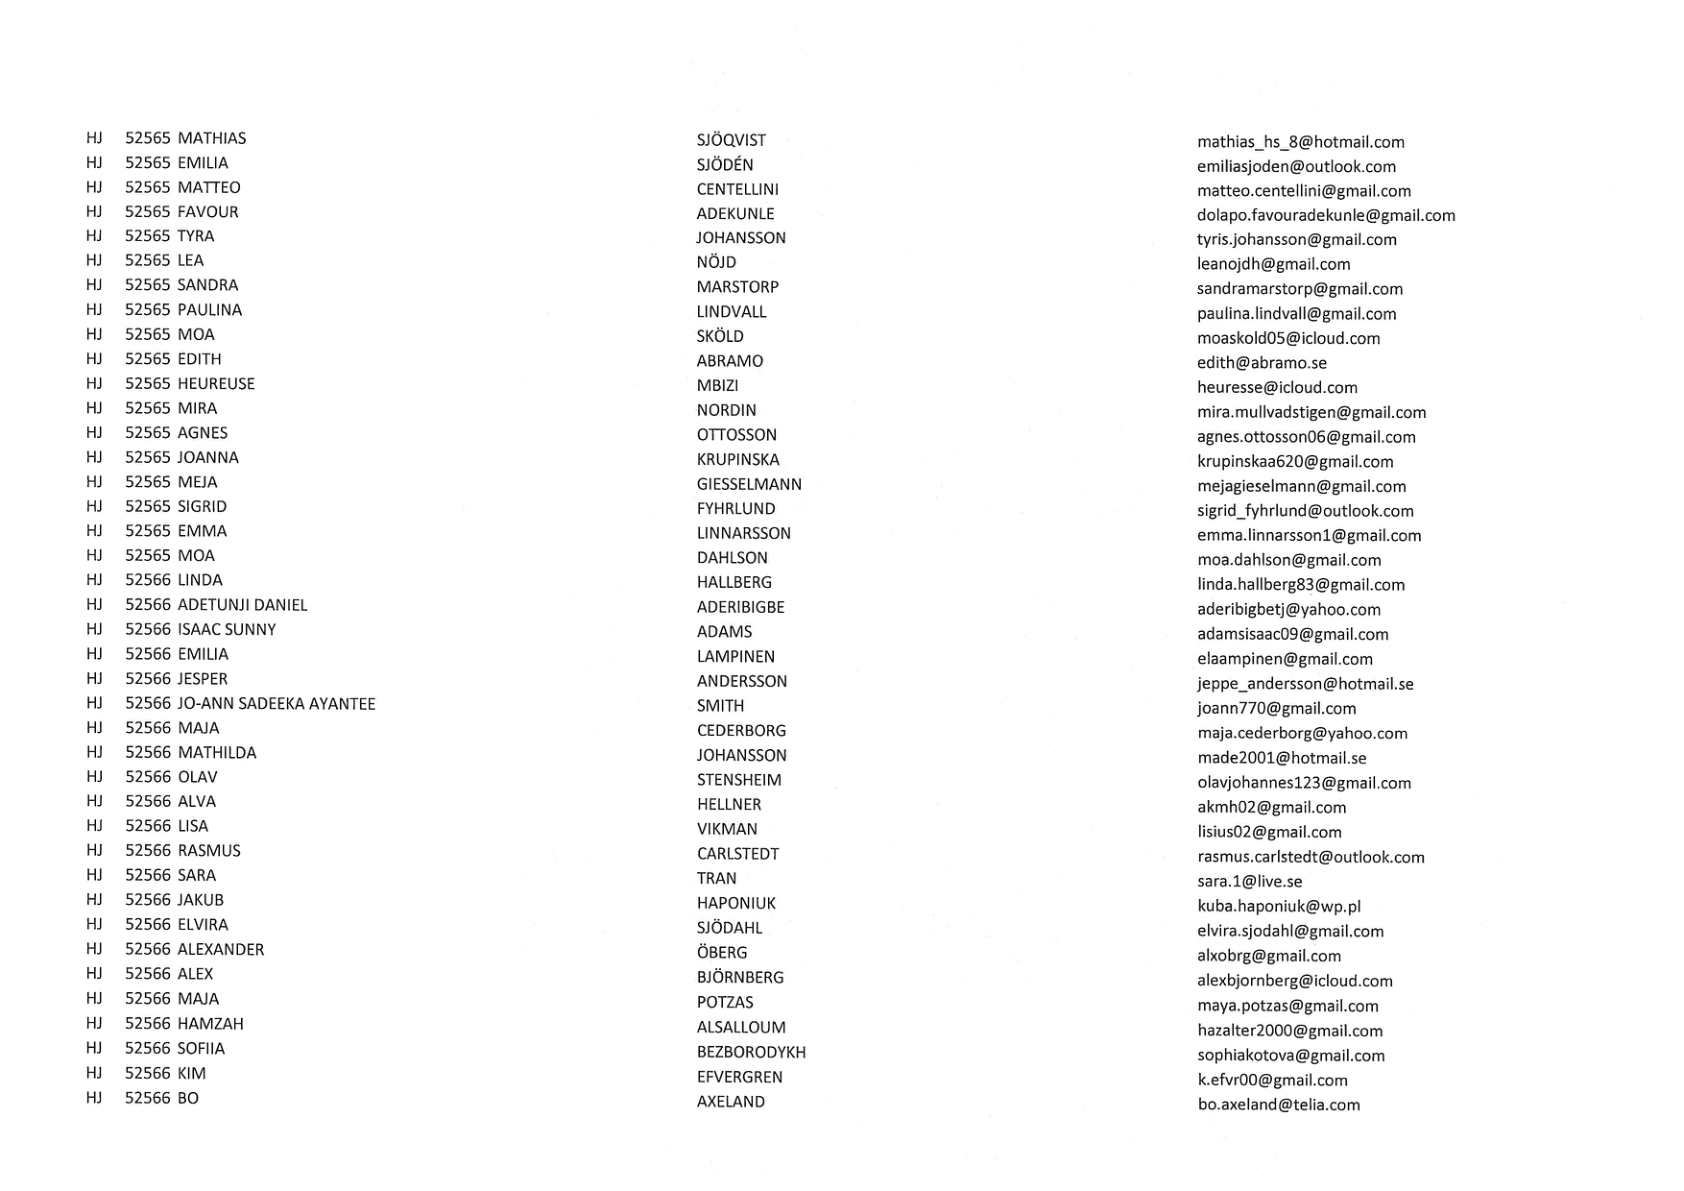 HJ 52565 MATHIAS SJÖQVIST mathias_hs_8@hotmail.com
HJ 52565 EMILIA SJÖDÉN emiliasjoden@outlook.com
HJ 52565 MATTEO CENTELLINI matteo.centellini@gmail.com
HJ 52565 FAVOUR ADEKUNLE dolapo.favouradekunle@gmail.com
HJ 52565 TYRA JOHANSSON tyris.johansson@gmail.com
HJ 52565 LEA NÖJD leanojdh@gmail.com
HJ 52565 SANDRA MARSTORP sandramarstorp@gmail.com
HJ 52565 PAULINA LINDVALL paulina.lindvall@gmail.com
HJ 52565 MOA SKÖLD moaskold05@icloud.com
HJ 52565 EDITH ABRAMO edith@abramo.se
HJ 52565 HEUREUSE MBIZI heuresse@icloud.com
HJ 52565 MIRA NORDIN mira.mullvadstigen@gmail.com
HJ 52565 AGNES OTTOSSON agnes.ottosson06@gmail.com
HJ 52565 JOANNA KRUPINSKA krupinskaa620@gmail.com
HJ 52565 MEJA GIESSELMANN mejagieselmann@gmail.com
HJ 52565 SIGRID FYHRLUND sigrid_fyhrlund@outlook.com
HJ 52565 EMMA LINNARSSON emma.linnarsson1@gmail.com
HJ 52565 MOA DAHLSON moa.dahlson@gmail.com
HJ 52566 LINDA HALLBERG linda.hallberg83@gmail.com
HJ 52566 ADETUNJI DANIEL ADERIBIGBE aderibigbetj@yahoo.com
HJ 52566 ISAAC SUNNY ADAMS adamsisaac09@gmail.com
HJ 52566 EMILIA LAMPINEN elaampinen@gmail.com
HJ 52566 JESPER ANDERSSON jeppe_andersson@hotmail.se
HJ 52566 JO-ANN SADEEKA AYANTEE SMITH joann770@gmail.com
HJ 52566 MAJA CEDERBORG maja.cederborg@yahoo.com
HJ 52566 MATHILDA JOHANSSON made2001@hotmail.se
HJ 52566 OLAV STENSHEIM olavjohannes123@gmail.com
HJ 52566 ALVA HELLNER akmh02@gmail.com
HJ 52566 LISA VIKMAN lisius02@gmail.com
HJ 52566 RASMUS CARLSTEDT rasmus.carlstedt@outlook.com
HJ 52566 SARA TRAN sara.1@live.se
HJ 52566 JAKUB HAPONIUK kuba.haponiuk@wp.pl
HJ 52566 ELVIRA SJÖDAHL elvira.sjodahl@gmail.com
HJ 52566 ALEXANDER ÖBERG alxobrg@gmail.com
HJ 52566 ALEX BJÖRNBERG alexbjornberg@icloud.com
HJ 52566 MAJA POTZAS maya.potzas@gmail.com
HJ 52566 HAMZAH ALSALLOUM hazalter2000@gmail.com
HJ 52566 SOFIIA BEZBORODYKH sophiakotova@gmail.com
HJ 52566 KIM EFVERGREN k.efvr00@gmail.com
HJ 52566 BO AXELAND bo.axeland@telia.com